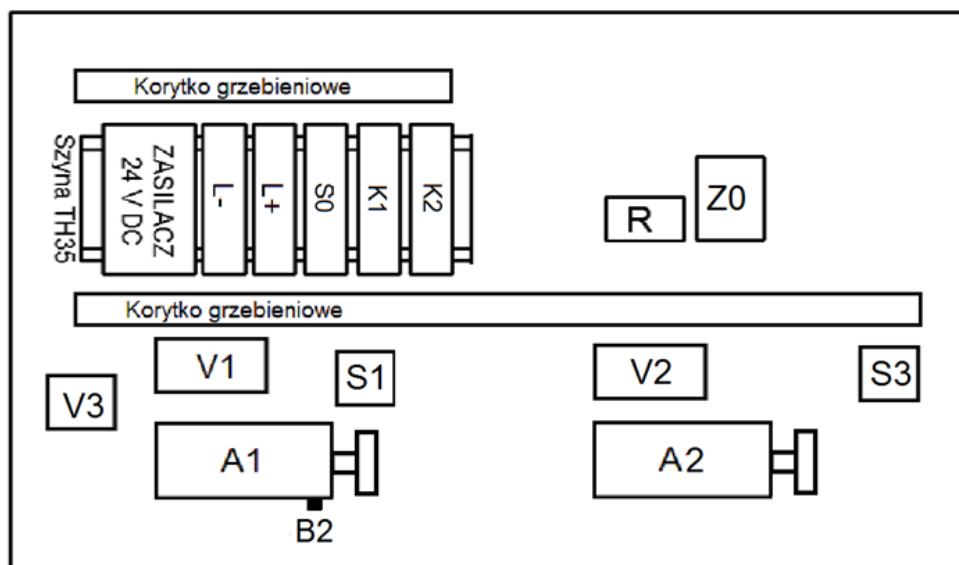 Korytko grzebieniowe
Szyna TH35
ZASILACZ
24 V DC
L-
L+
S0
K1
K2
R
Z0
Korytko grzebieniowe
V1
S1
V2
S3
V3
A1
A2
B2